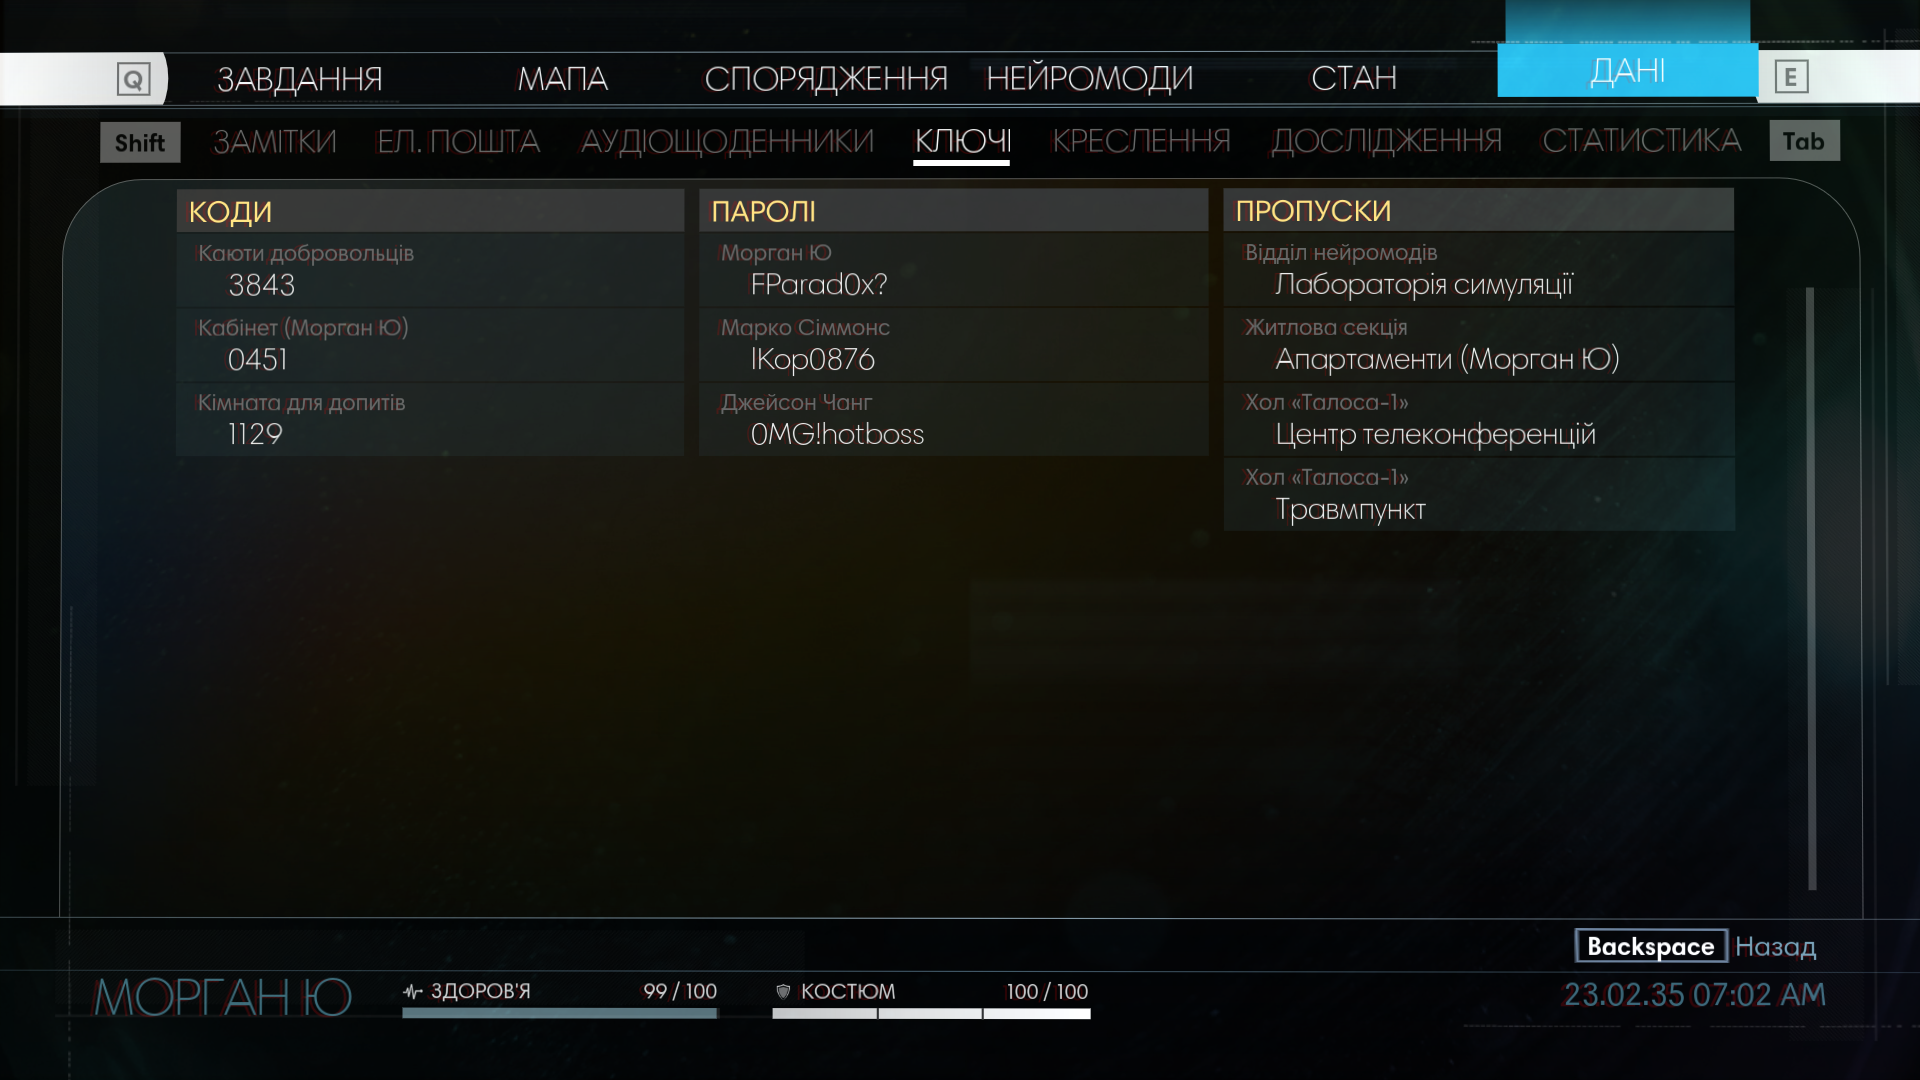 Q ЗАВДАННЯ МАПА СПОРЯДЖЕННЯ НЕЙРОМОДИ СТАН ДАНІ E
Shift ЗАМІТКИ ЕЛ. ПОШТА АУДІОЩОДЕННИКИ КЛЮЧІ КРЕСЛЕННЯ ДОСЛІДЖЕННЯ СТАТИСТИКА Tab
КОДИ
Каюти добровольців
3843
Кабінет (Морган Ю)
0451
Кімната для допитів
1129
ПАРОЛІ
Морган Ю
FParad0x?
Марко Сіммонс
lKop0876
Джейсон Чанг
0MG!hotboss
ПРОПУСКИ
Відділ нейромодів
Лабораторія симуляції
Житлова секція
Апартаменти (Морган Ю)
Хол «Талоса-1»
Центр телеконференцій
Хол «Талоса-1»
Травмпункт
Backspace Назад
МОРГАН Ю ЗДОРОВ'Я 99 / 100 КОСТЮМ 100 / 100 23.02.35 07:02 AM